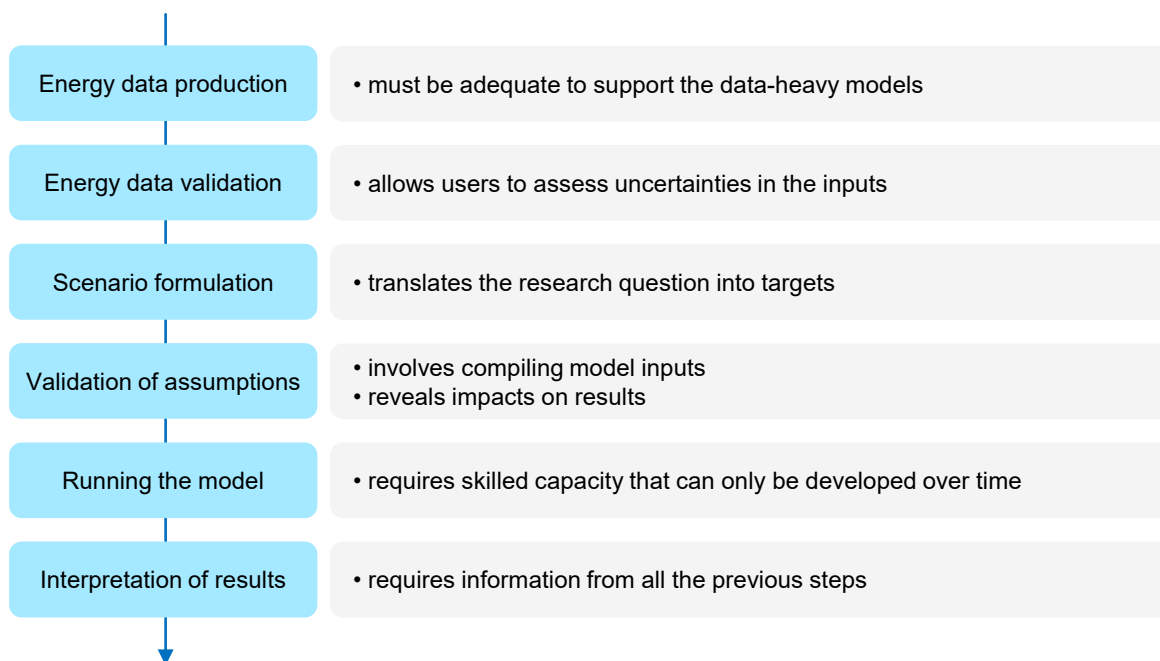 Energy data production
• must be adequate to support the data-heavy models
Energy data validation
• allows users to assess uncertainties in the inputs
Scenario formulation
• translates the research question into targets
Validation of assumptions
• involves compiling model inputs
• reveals impacts on results
Running the model
• requires skilled capacity that can only be developed over time
Interpretation of results
• requires information from all the previous steps